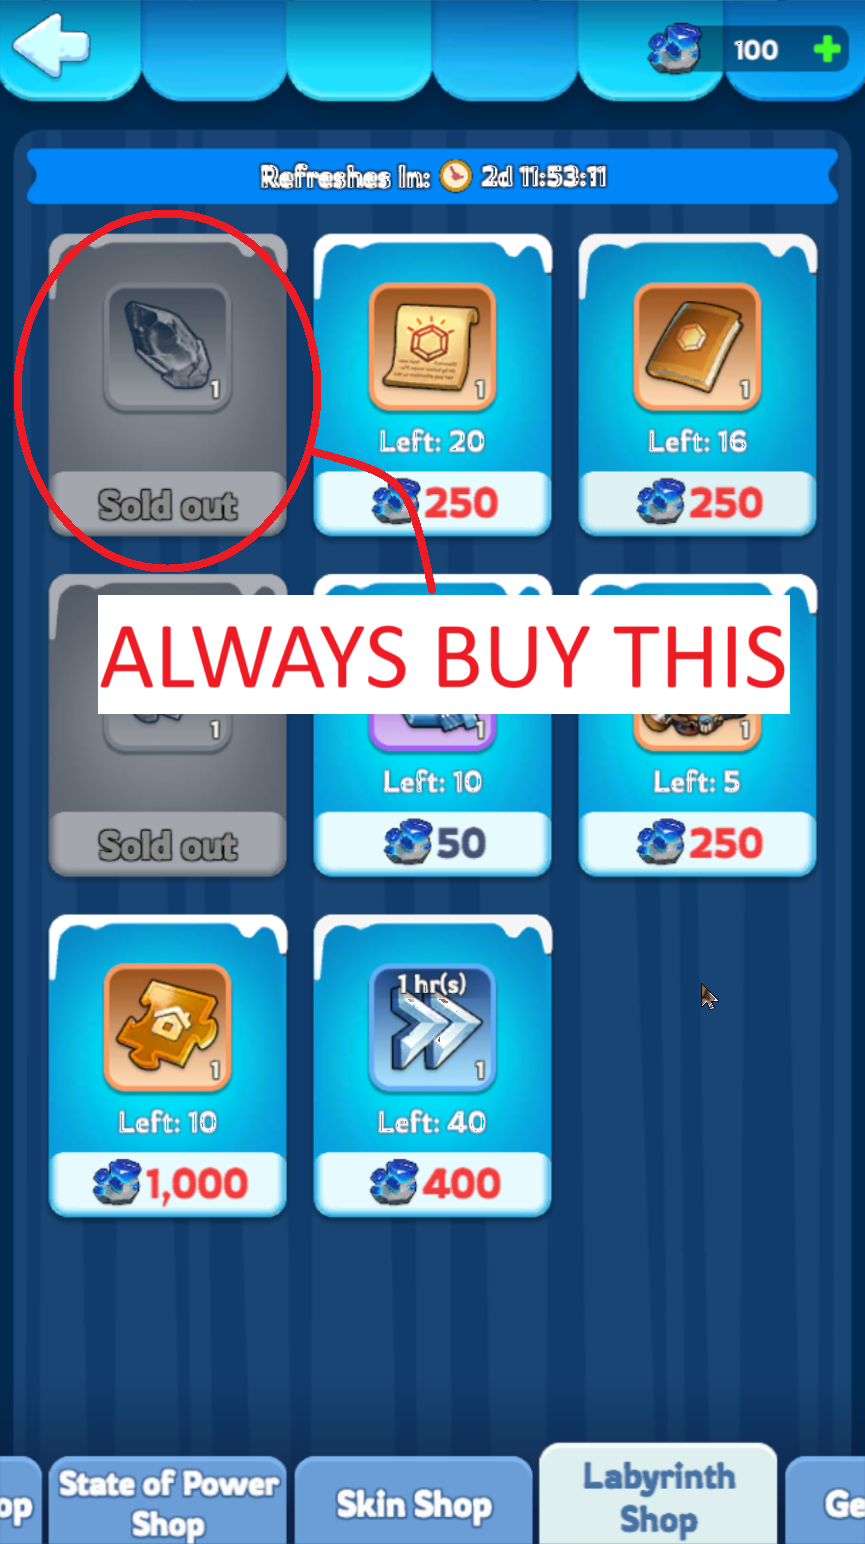 100
Refreshes In: 2d 11:53:11
1
1
1
Left: 20
Left: 16
Sold out
250
250
ALWAYS BUY THIS
1
1
1
Left: 10
Left: 5
Sold out
50
250
1 hr(s)
1
1
Left: 10
Left: 40
1,000
400
op
State of Power
Shop
Skin Shop
Labyrinth
Shop
Ge